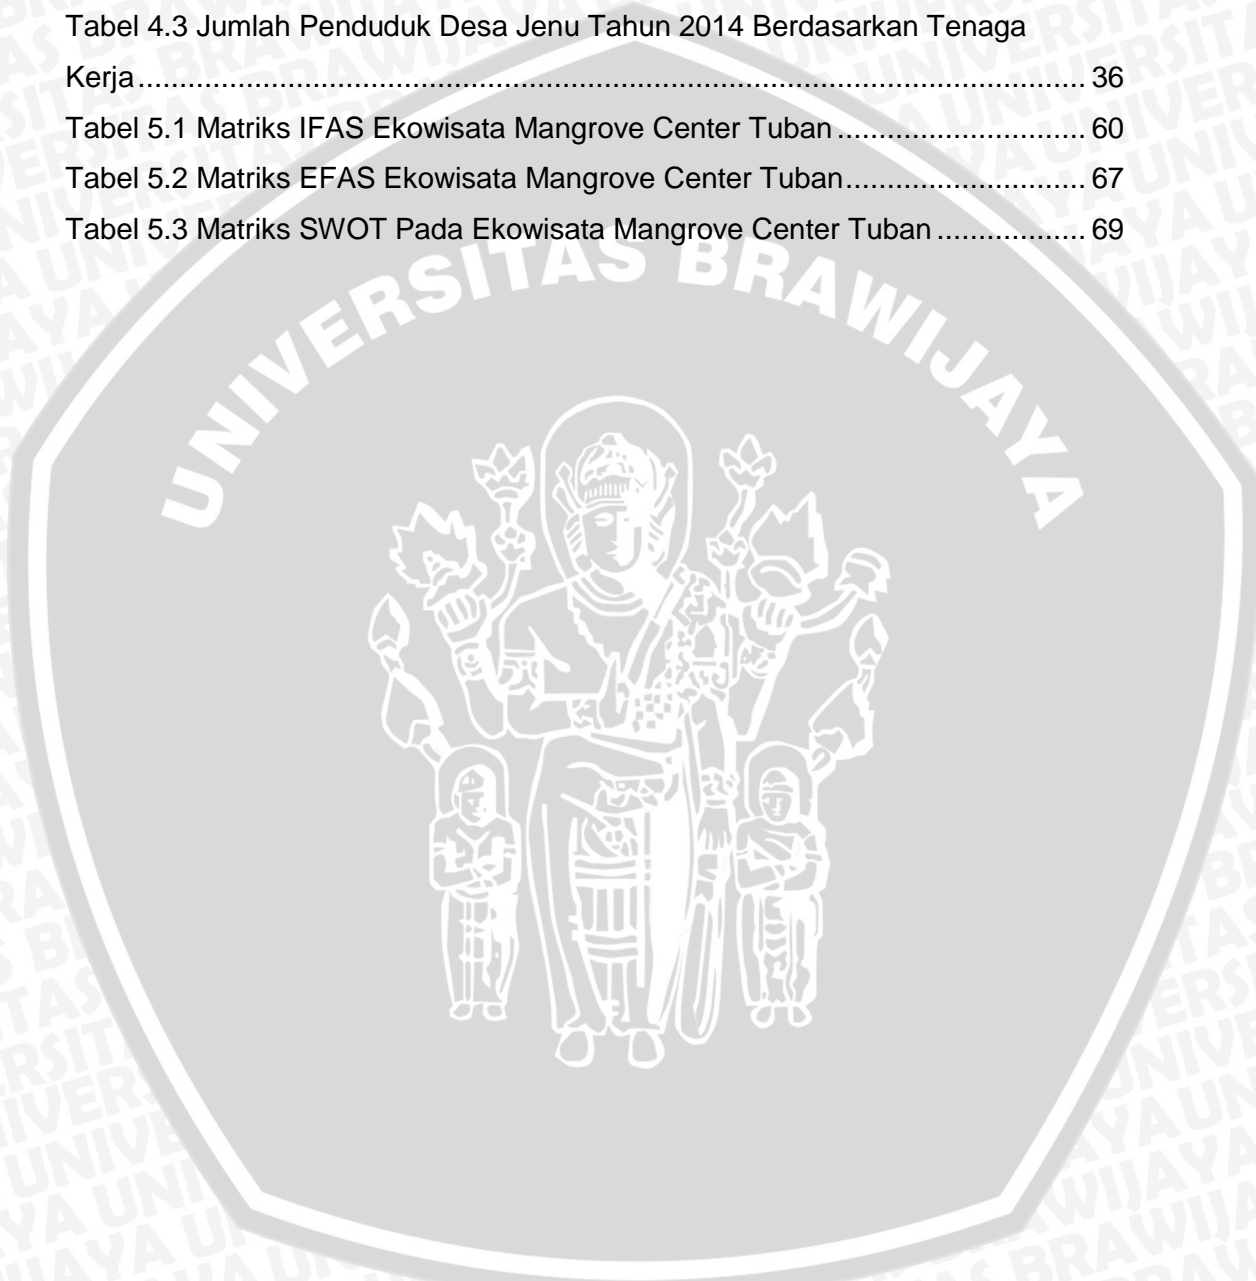 Tabel 4.3 Jumlah Penduduk Desa Jenu Tahun 2014 Berdasarkan Tenaga
Kerja.................................................................................................................. 36
Tabel 5.1 Matriks IFAS Ekowisata Mangrove Center Tuban.............................. 60
Tabel 5.2 Matriks EFAS Ekowisata Mangrove Center Tuban............................. 67
Tabel 5.3 Matriks SWOT Pada Ekowisata Mangrove Center Tuban.................. 69
UNIVERSITAS BRAWIJAYA